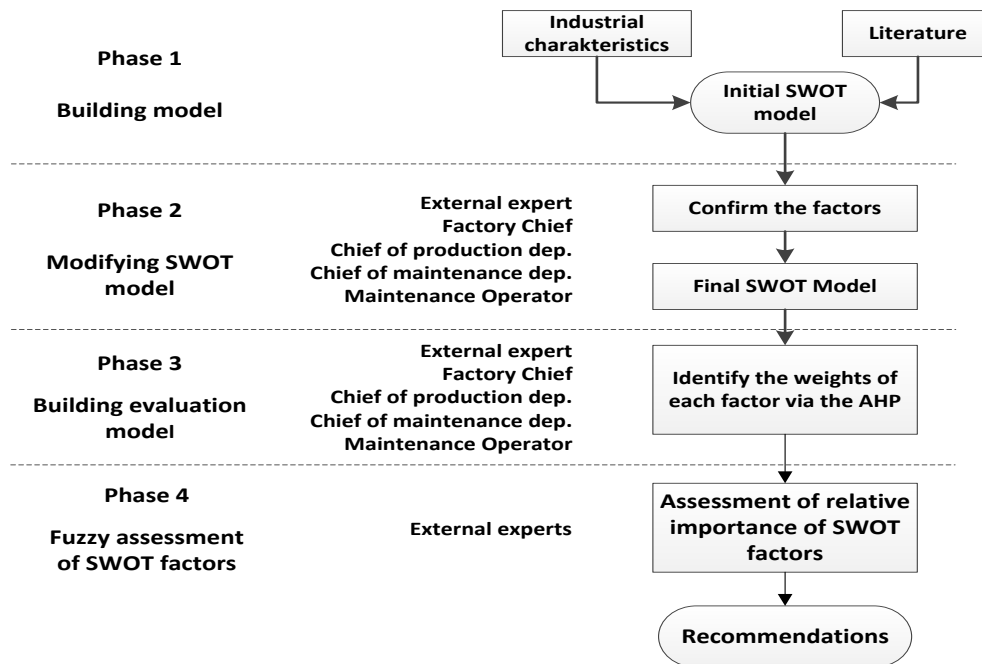 Phase 1
Building model
Industrial
charakteristics
Literature
Initial SWOT
model
Phase 2
Modifying SWOT
model
External expert
Factory Chief
Chief of production dep.
Chief of maintenance dep.
Maintenance Operator
Confirm the factors
Final SWOT Model
Phase 3
Building evaluation
model
External expert
Factory Chief
Chief of production dep.
Chief of maintenance dep.
Maintenance Operator
Identify the weights of
each factor via the AHP
Phase 4
Fuzzy assessment
of SWOT factors
External experts
Assessment of relative
importance of SWOT
factors
Recommendations